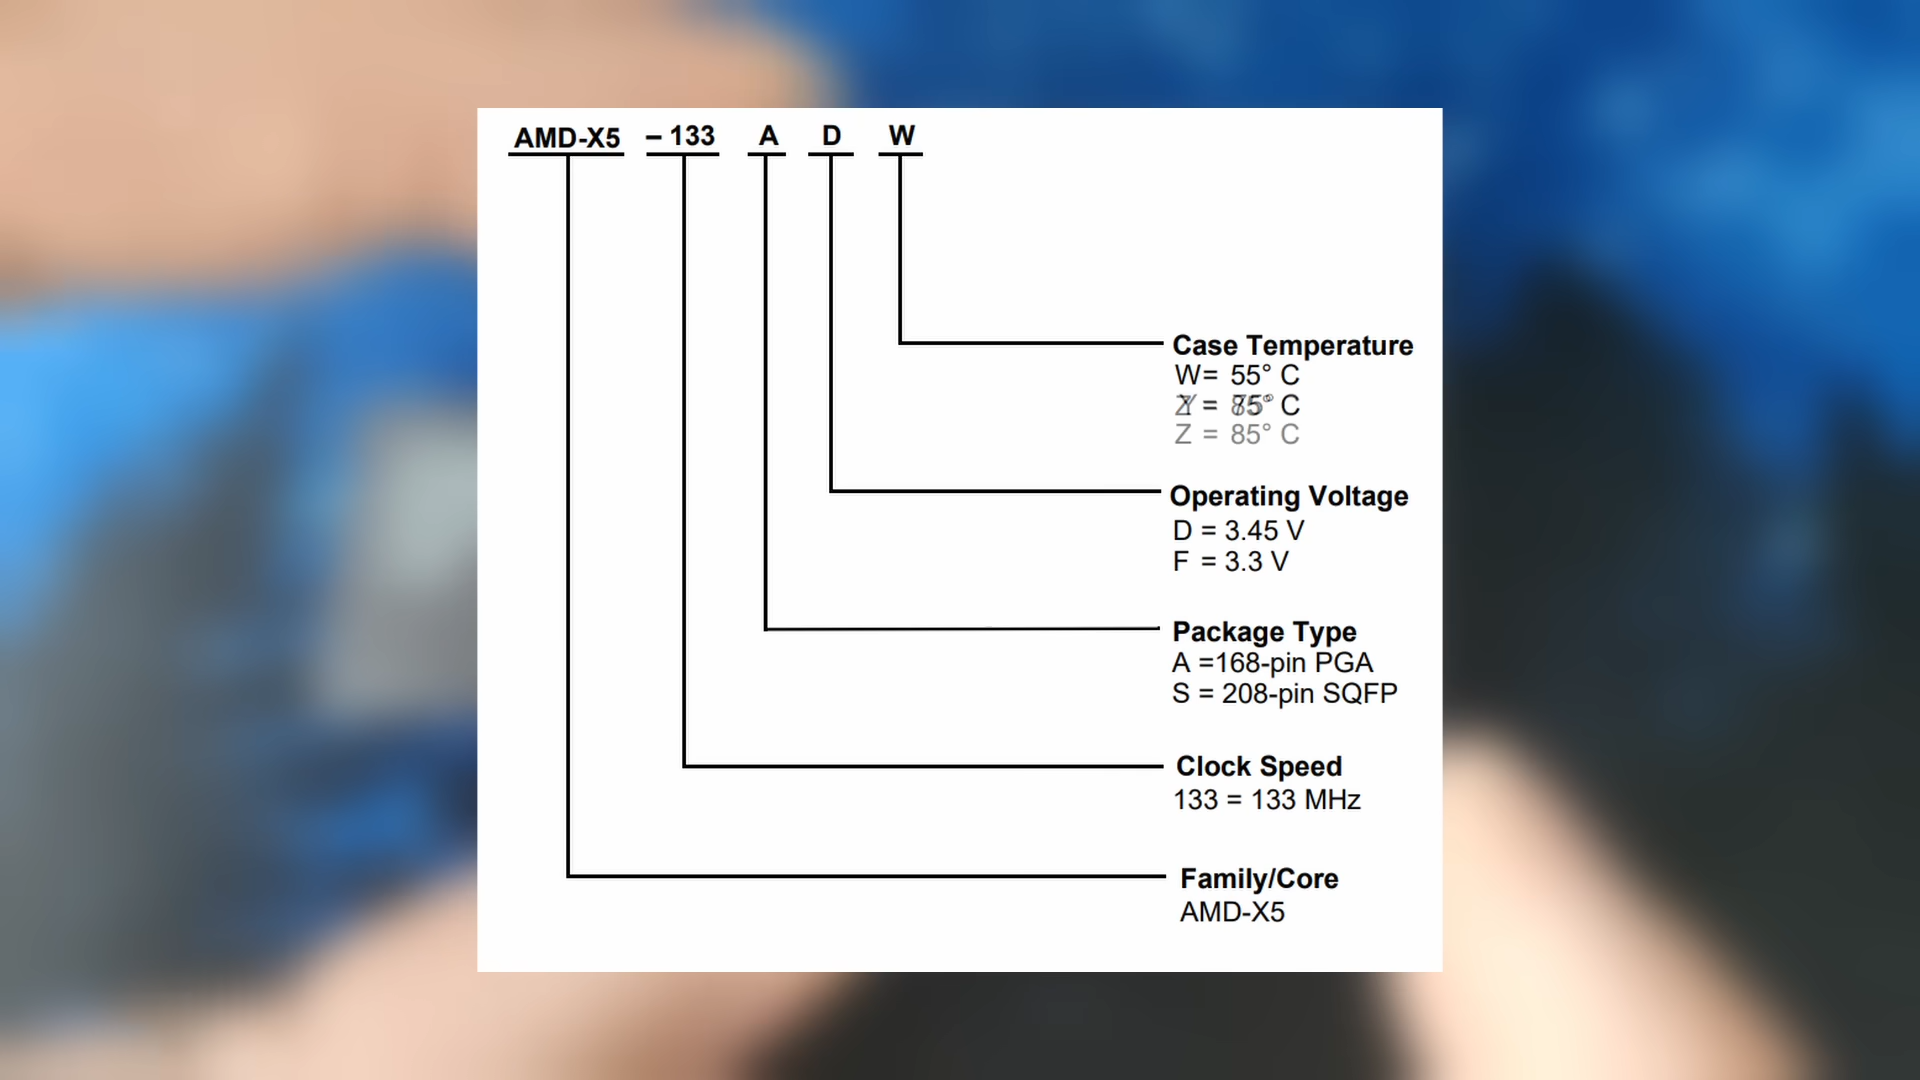 AMD-X5 – 133 A D W
Case Temperature
W= 55° C
= C
Z = 85° C
Operating Voltage
D = 3.45 V
F = 3.3 V
Package Type
A =168-pin PGA
S = 208-pin SQFP
Clock Speed
133 = 133 MHz
Family/Core
AMD-X5